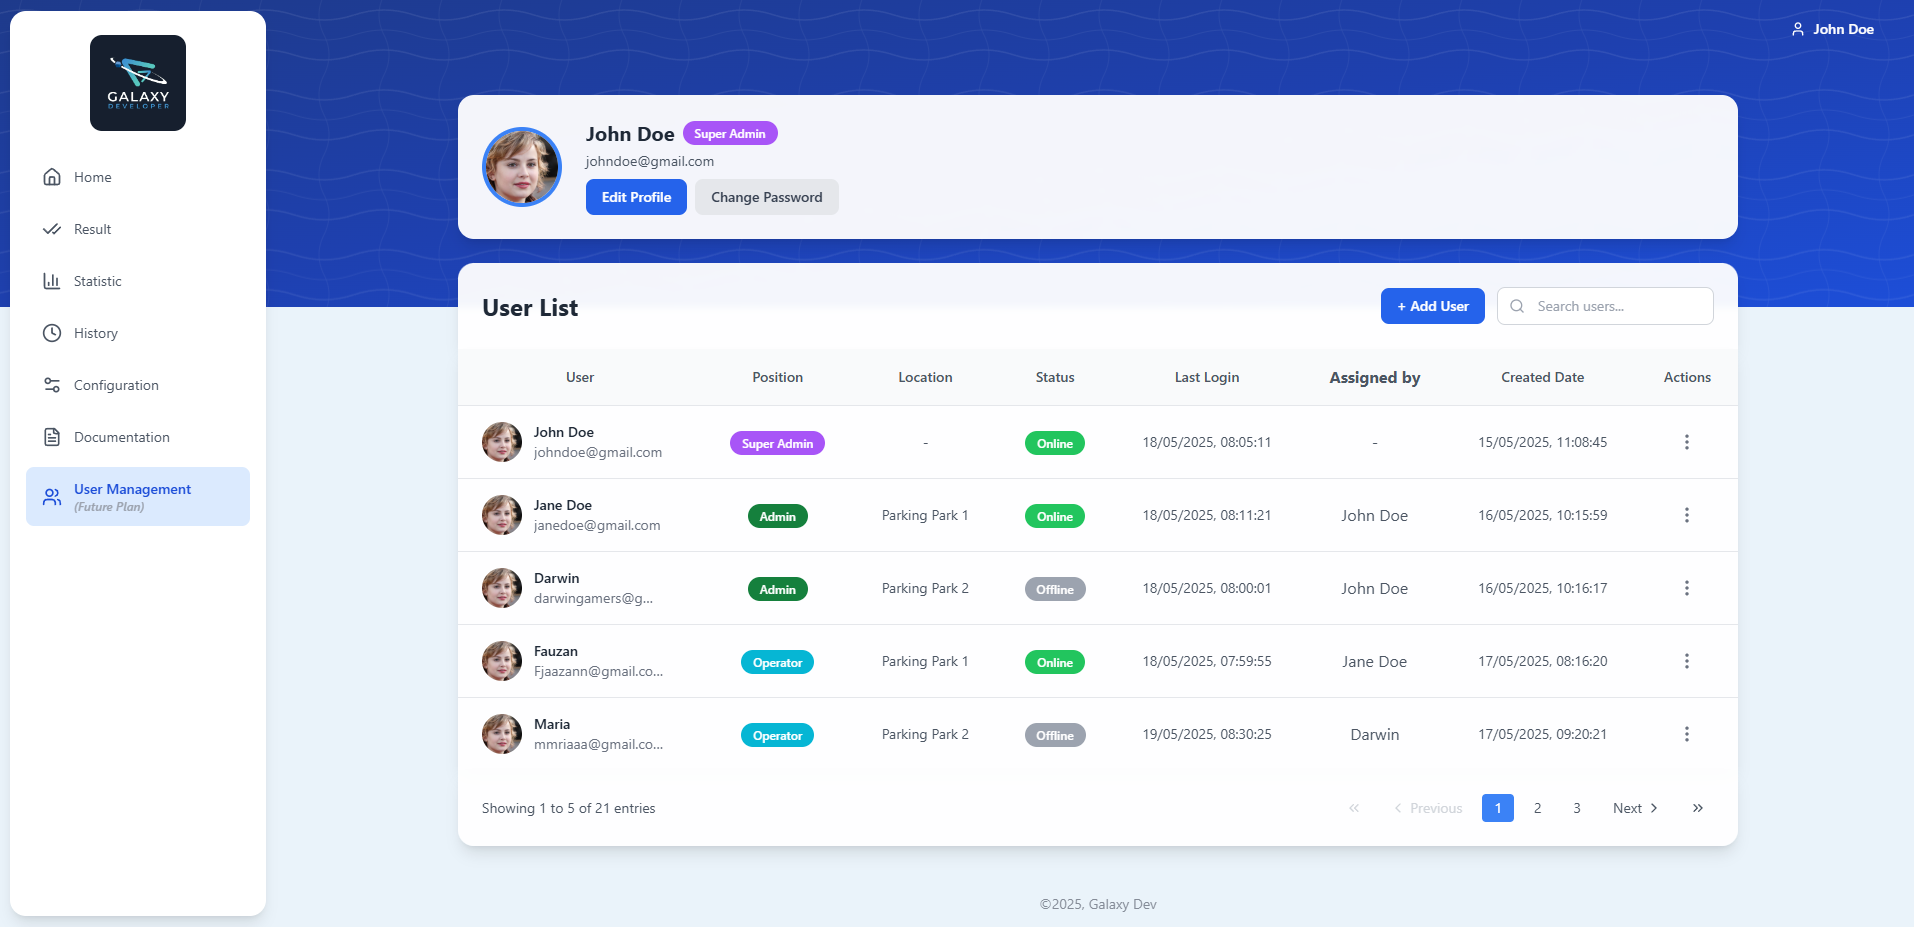 GALAXY
DEVELOPER
Home
Result
Statistic
History
Configuration
Documentation
User Management
(Future Plan)
John Doe
John Doe Super Admin
johndoe@gmail.com
Edit Profile Change Password
User List + Add User Search users...
User Position Location Status Last Login Assigned by Created Date Actions
John Doe
johndoe@gmail.com Super Admin - Online 18/05/2025, 08:05:11 - 15/05/2025, 11:08:45
Jane Doe
janedoe@gmail.com Admin Parking Park 1 Online 18/05/2025, 08:11:21 John Doe 16/05/2025, 10:15:59
Darwin
darwingamers@g... Admin Parking Park 2 Offline 18/05/2025, 08:00:01 John Doe 16/05/2025, 10:16:17
Fauzan
Fjaazann@gmail.co... Operator Parking Park 1 Online 18/05/2025, 07:59:55 Jane Doe 17/05/2025, 08:16:20
Maria
mmriaaa@gmail.co... Operator Parking Park 2 Offline 19/05/2025, 08:30:25 Darwin 17/05/2025, 09:20:21
Showing 1 to 5 of 21 entries « ‹ Previous 1 2 3 Next › »
©2025, Galaxy Dev